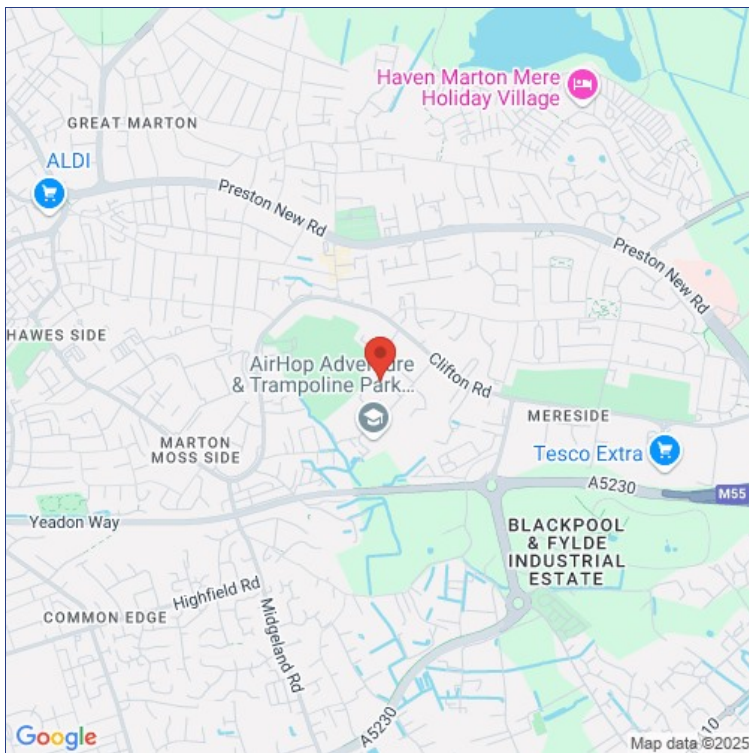 Haven Marton Mere
Holiday Village
GREAT MARTON
ALDI
Preston New Rd
Preston New Rd
HAWES SIDE
AirHop Adventure
& Trampoline Park...
Clifton Rd
MERESIDE
MARTON
MOSS SIDE
Tesco Extra
A5230
M55
Yeadon Way
BLACKPOOL
& FYLDE
INDUSTRIAL
ESTATE
Highfield Rd
COMMON EDGE
Midgeland Rd
A5230
10
Google
Map data ©2025